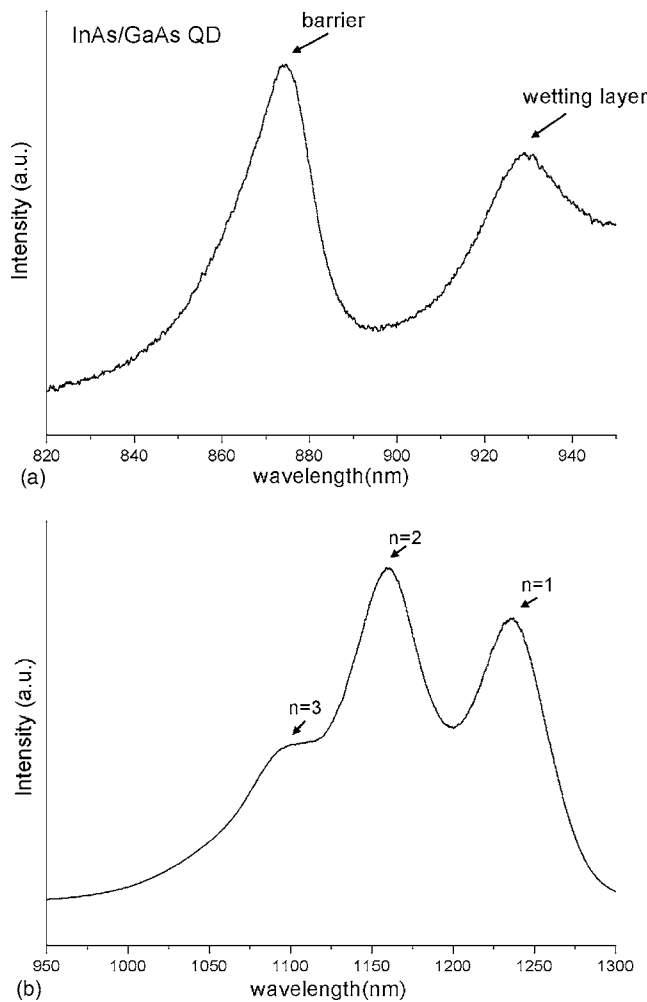 InAs/GaAs QD
barrier
wetting layer
Intensity (a.u.)
820 840 860 880 900 920 940
(a) wavelength(nm)
n=2
n=1
n=3
Intensity (a.u.)
950 1000 1050 1100 1150 1200 1250 1300
(b) wavelength(nm)